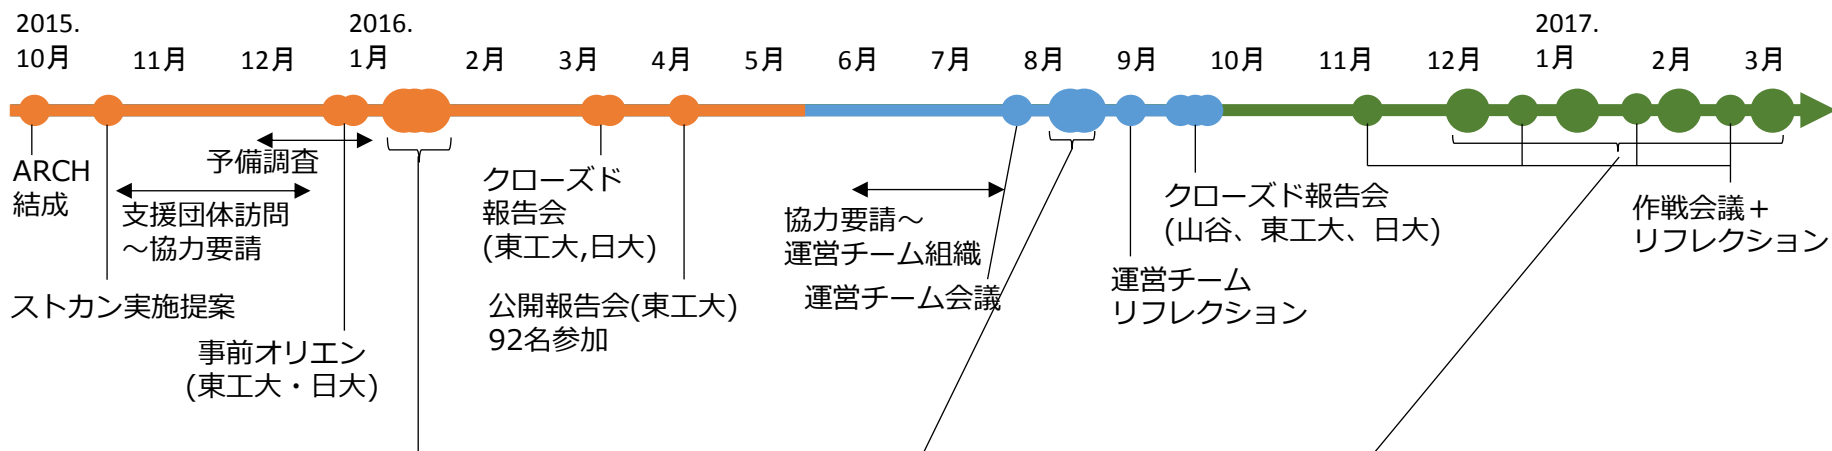 2015.
10月
11月
12月
2016.
1月
2月
3月
4月
5月
6月
7月
8月
9月
10月
11月
12月
2017.
1月
2月
3月
ARCH
結成
予備調査
支援団体訪問
～協力要請
ストカン実施提案
事前オリエン
(東工大・日大)
クローズド
報告会
(東工大,日大)
公開報告会(東工大)
92名参加
協力要請～
運営チーム組織
運営チーム会議
運営チーム
リフレクション
クローズド報告会
(山谷、東工大、日大)
作戦会議＋
リフレクション